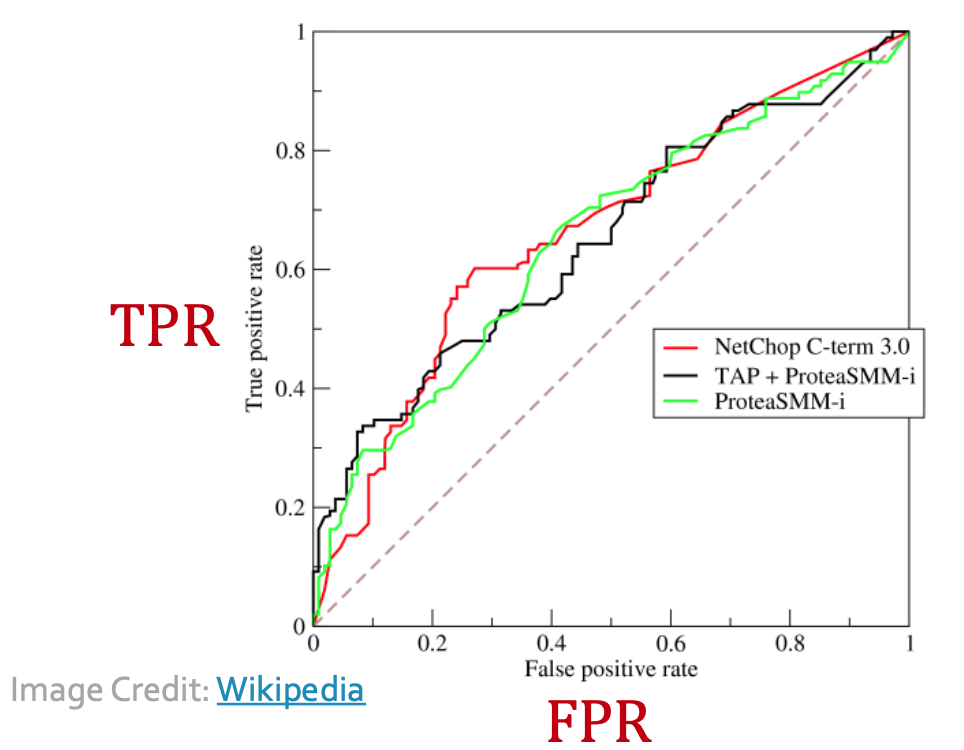 1
0.8
0.6
0.4
0.2
0
True positive rate
TPR
NetChop C-term 3.0
TAP + ProteaSMM-i
ProteaSMM-i
0 0.2 0.4 0.6 0.8 1
False positive rate
Image Credit: Wikipedia
FPR